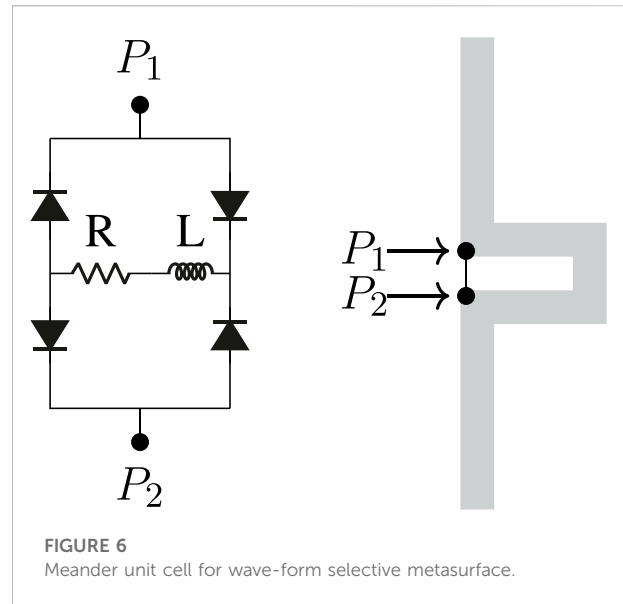 P₁
R L
P₂
P₁
P₂
FIGURE 6
Meander unit cell for wave-form selective metasurface.